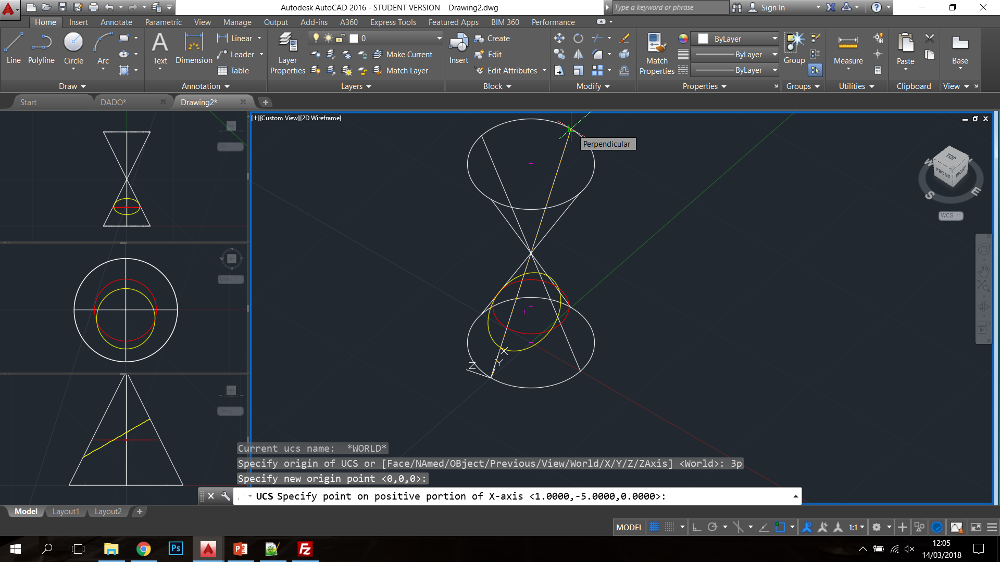 Autodesk AutoCAD 2016 - STUDENT VERSION Drawing2.dwg
Type a keyword or phrase
Sign In
Home Insert Annotate Parametric View Manage Output Add-ins A360 Express Tools Featured Apps BIM 360 Performance
Line Polyline Circle Arc
Text Dimension
Linear
Leader
Table
Layer Properties
0
Make Current
Match Layer
Insert
Create
Edit
Edit Attributes
Match Properties
ByLayer
ByLayer
ByLayer
Group
Measure
Paste
Base
Draw Annotation Layers Block Modify Properties Groups Utilities Clipboard View
Start DADO* Drawing2*
[+][Custom View][2D Wireframe]
Perpendicular
TOP
FRONT
RIGHT
W
S
E
WCS
N
W
E
S
Z
Y
X
Current ucs name: *WORLD*
Specify origin of UCS or [Face/NAmed/OBject/Previous/View/World/X/Y/Z/ZAxis] <World>: 3p
Specify new origin point <0,0,0>:
UCS Specify point on positive portion of X-axis <1.0000,-5.0000,0.0000>:
Model Layout1 Layout2
MODEL
1:1
Ps
12:05
14/03/2018